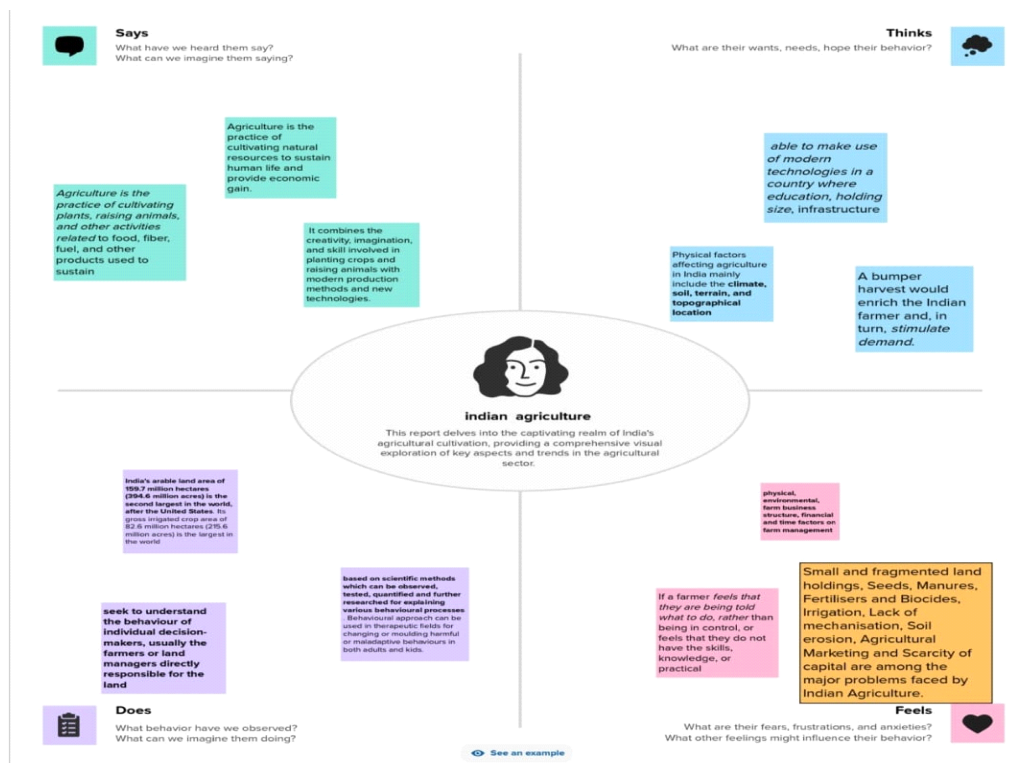 Says
What have we heard them say?
What can we imagine them saying?
Thinks
What are their wants, needs, hope their behavior?
Agriculture is the
practice of
cultivating natural
resources to sustain
human life and
provide economic
gain.
Agriculture is the
practice of cultivating
plants, raising animals,
and other activities
related to food, fiber,
fuel, and other
products used to
sustain
It combines the
creativity, imagination,
and skill involved in
planting crops and
raising animals with
modern production
methods and new
technologies.
able to make use
of modern
technologies in a
country where
education, holding
size, infrastructure
Physical factors
affecting agriculture
in India mainly
include the climate,
soil, terrain, and
topographical
location
A bumper
harvest would
enrich the Indian
farmer and, in
turn, stimulate
demand.
indian agriculture
This report delves into the captivating realm of India's
agricultural cultivation, providing a comprehensive visual
exploration of key aspects and trends in the agricultural
sector.
India's arable land area of
159.7 million hectares
(394.6 million acres) is the
second largest in the world,
after the United States. Its
gross irrigated crop area of
82.6 million hectares (215.6
million acres) is the largest in
the world
based on scientific methods
which can be observed,
tested, quantified and further
researched for explaining
various behavioural processes
. Behavioural approach can be
used in therapeutic fields for
changing or moulding harmful
or maladaptive behaviours in
both adults and kids.
seek to understand
the behaviour of
individual decision-
makers, usually the
farmers or land
managers directly
responsible for the
land
physical,
environmental,
farm business
structure, financial
and time factors on
farm management
If a farmer feels that
they are being told
what to do, rather than
being in control, or
feels that they do not
have the skills,
knowledge, or
practical
Small and fragmented land
holdings, Seeds, Manures,
Fertilisers and Biocides,
Irrigation, Lack of
mechanisation, Soil
erosion, Agricultural
Marketing and Scarcity of
capital are among the
major problems faced by
Indian Agriculture.
Does
What behavior have we observed?
What can we imagine them doing?
Feels
What are their fears, frustrations, and anxieties?
What other feelings might influence their behavior?
See an example